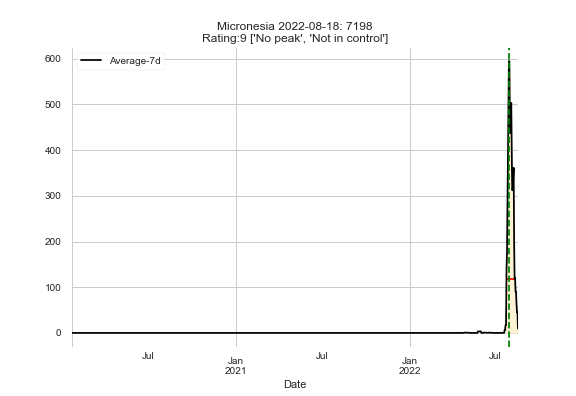 Micronesia 2022-08-18: 7198
Rating:9 ['No peak', 'Not in control']
Average-7d
600
500
400
300
200
100
0
Jul
Jan
2021
Jul
Jan
2022
Jul
Date